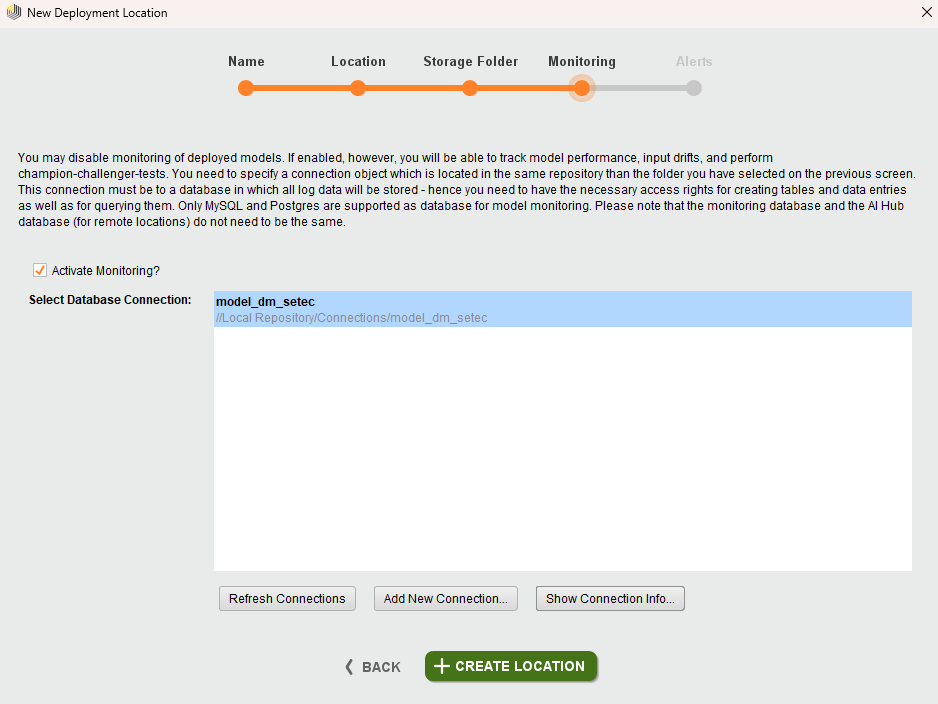 New Deployment Location
Name
Location
Storage Folder
Monitoring
Alerts
You may disable monitoring of deployed models. If enabled, however, you will be able to track model performance, input drifts, and perform
champion-challenger-tests. You need to specify a connection object which is located in the same repository than the folder you have selected on the previous screen.
This connection must be to a database in which all log data will be stored - hence you need to have the necessary access rights for creating tables and data entries
as well as for querying them. Only MySQL and Postgres are supported as database for model monitoring. Please note that the monitoring database and the AI Hub
database (for remote locations) do not need to be the same.
Activate Monitoring?
Select Database Connection:
model_dm_setec
//Local Repository/Connections/model_dm_setec
Refresh Connections
Add New Connection...
Show Connection Info...
BACK
CREATE LOCATION